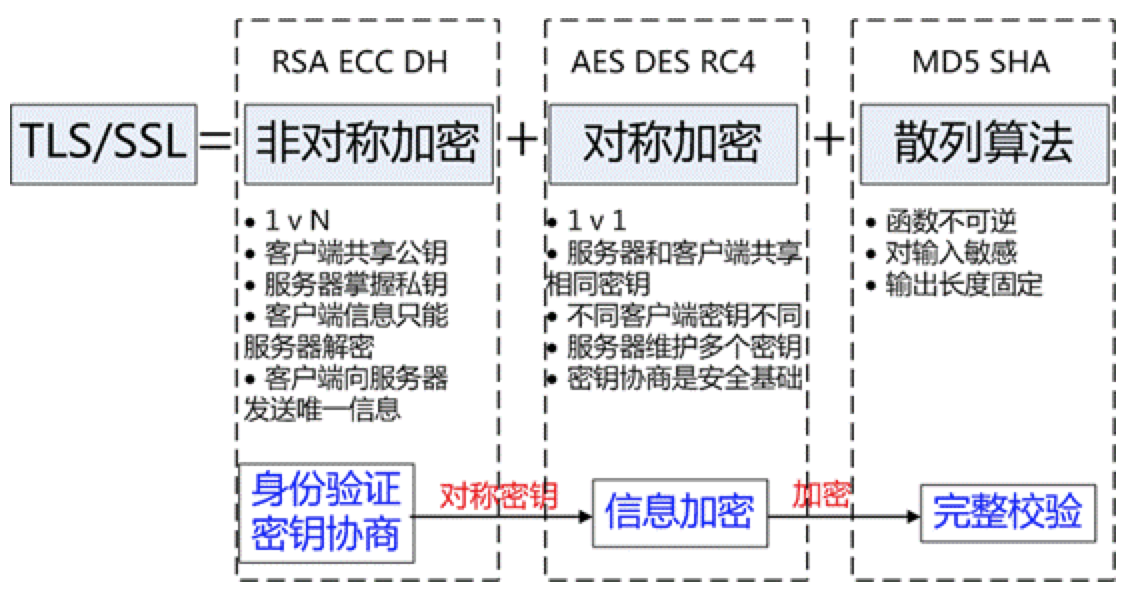 RSA ECC DH
AES DES RC4
MD5 SHA
TLS/SSL
=
非对称加密
+
对称加密
+
散列算法
• 1 v N
• 客户端共享公钥
• 服务器掌握私钥
• 客户端信息只能
服务器解密
• 客户端向服务器
发送唯一信息
• 1 v 1
• 服务器和客户端共享
相同密钥
• 不同客户端密钥不同
• 服务器维护多个密钥
• 密钥协商是安全基础
• 函数不可逆
• 对输入敏感
• 输出长度固定
身份验证
密钥协商
对称密钥
信息加密
加密
完整校验